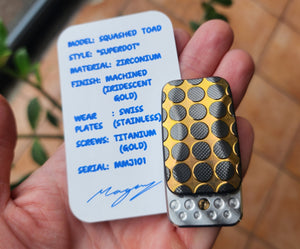 MODEL: SQUASHED TOAD
STYLE: "SUPERDOT"
MATERIAL: ZIRCONIUM
FINISH: MACHINED
(IRIDESCENT
GOLD)
WEAR : SWISS
PLATES (STAINLESS)
SCREWS: TITANIUM
(GOLD)
SERIAL: MMJ101